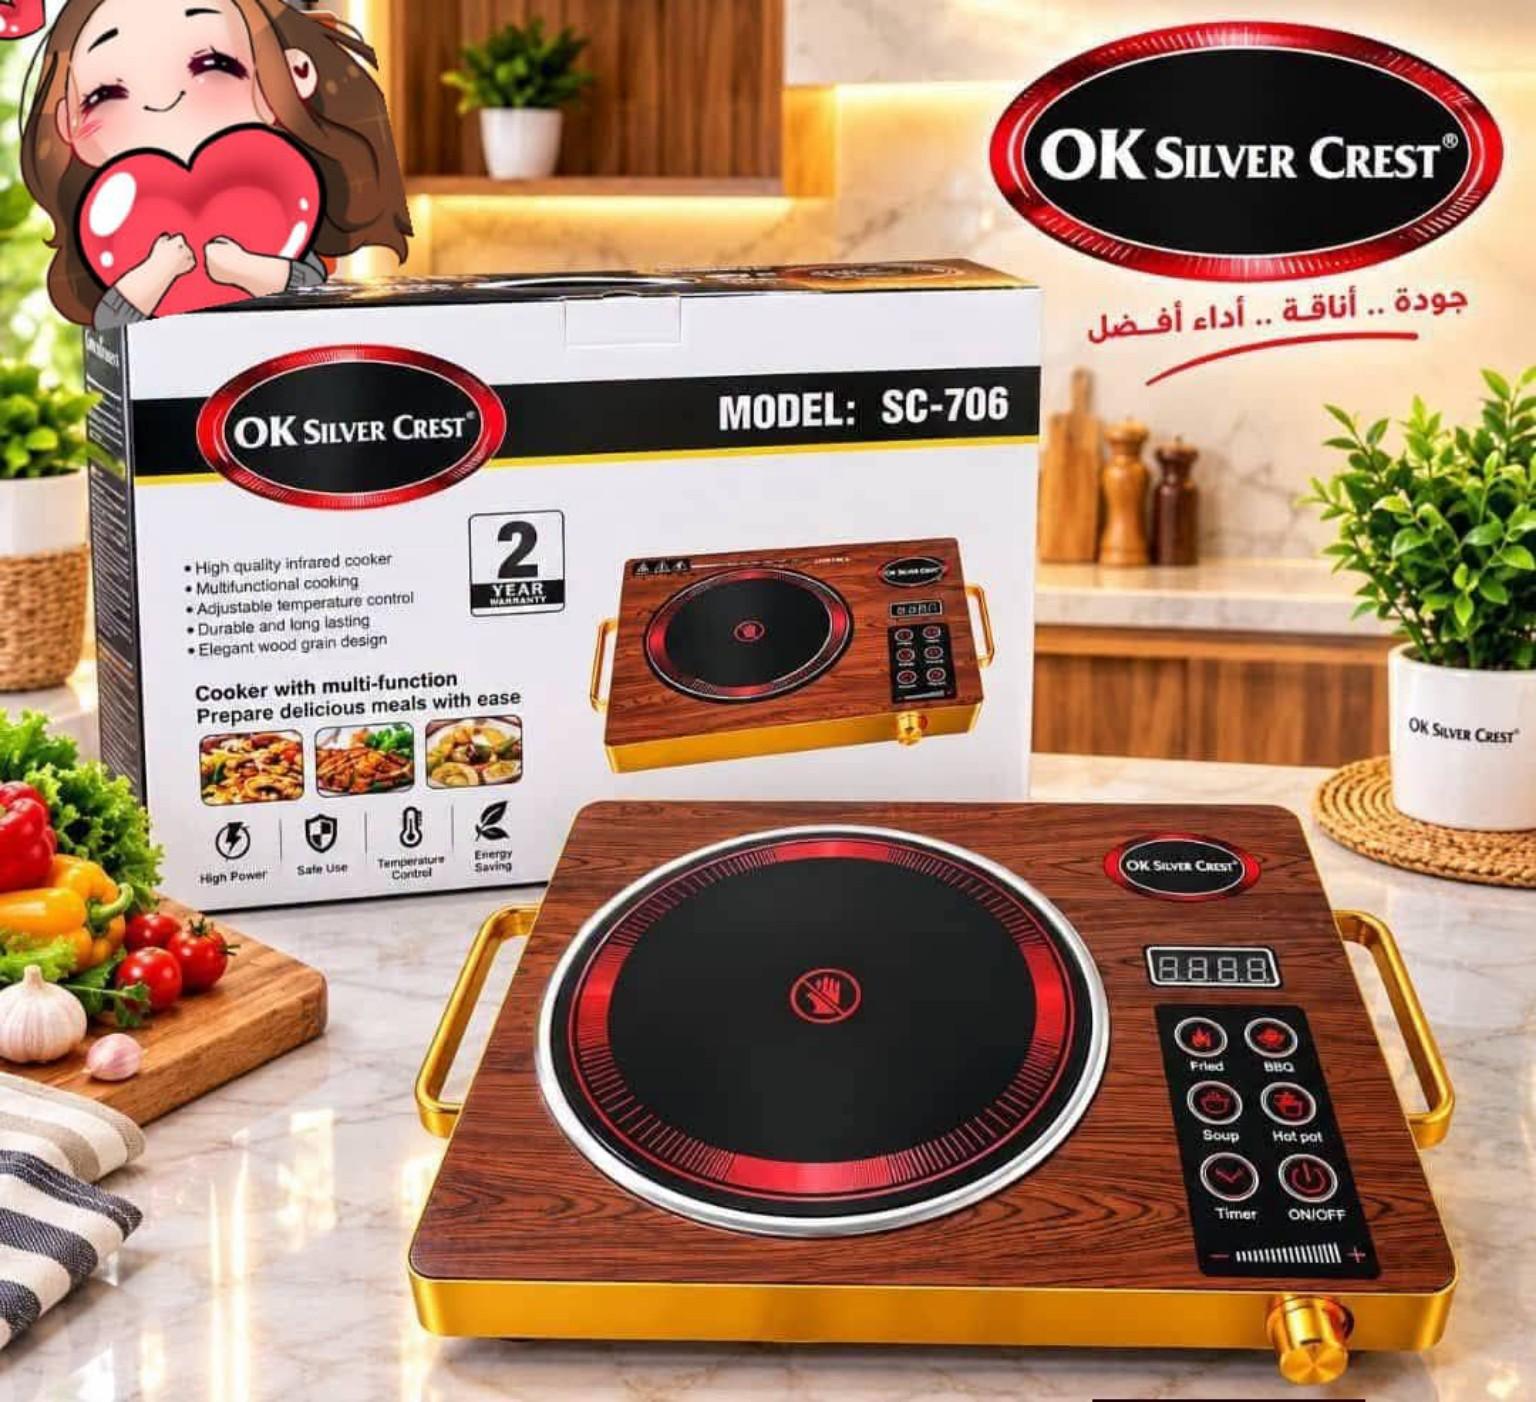 OK SILVER CREST®
جودة .. أناقة .. أداء أفضل
OK SILVER CREST®
MODEL: SC-706
2
YEAR
WARRANTY
• High quality infrared cooker
• Multifunctional cooking
• Adjustable temperature control
• Durable and long lasting
• Elegant wood grain design
Cooker with multi-function
Prepare delicious meals with ease
High Power
Safe Use
Temperature
Control
Energy
Saving
OK SILVER CREST
OK SILVER CREST®
OK SILVER CREST®
8888
Fried
BBQ
Soup
Hot pot
Timer
ON/OFF
- +